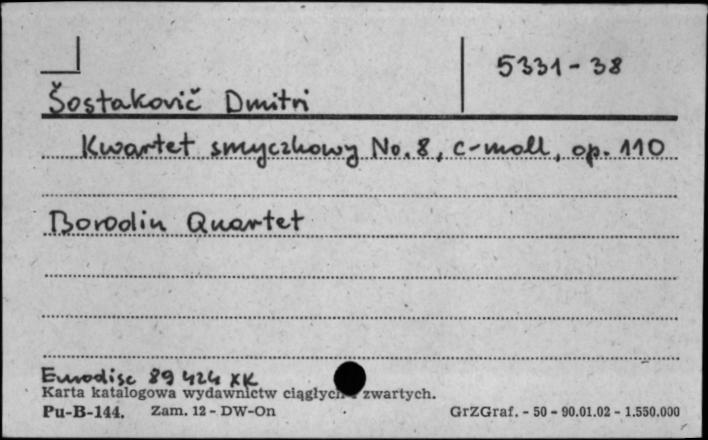 5331-38
Šostakovič Dmitri
Kwartet smyczkowy No. 8, c-moll, op. 110
Borodin Quartet
Eurodisc 89 424 XK
Karta katalogowa wydawnictw ciągłych i zwartych.
Pu-B-144. Zam. 12 - DW-On GrZGraf. - 50 - 90.01.02 - 1.550.000